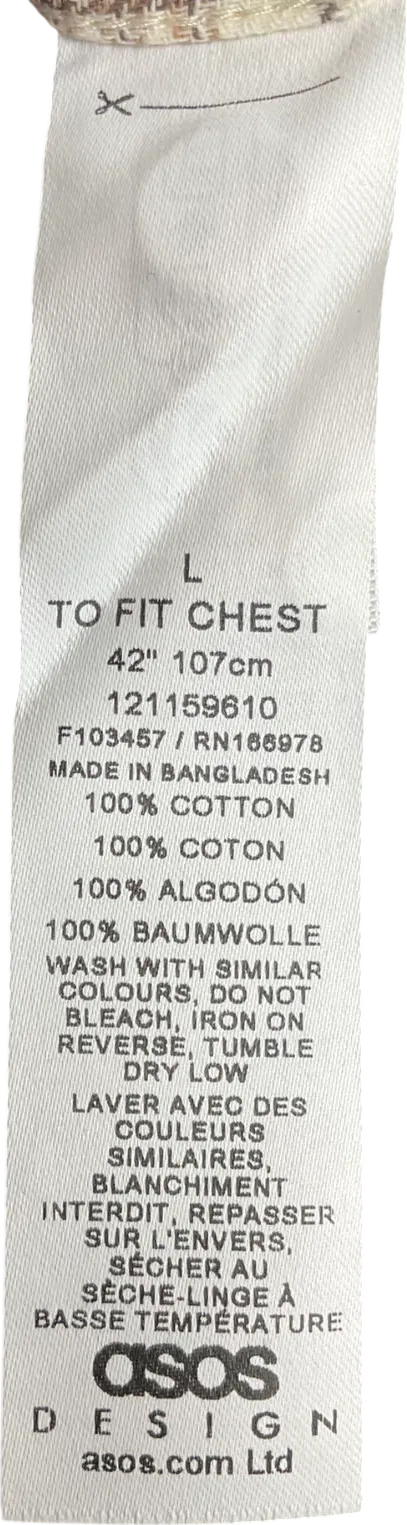 L
TO FIT CHEST
42" 107cm
121159610
F103457 / RN166978
MADE IN BANGLADESH
100% COTTON
100% COTON
100% ALGODÓN
100% BAUMWOLLE
WASH WITH SIMILAR
COLOURS, DO NOT
BLEACH, IRON ON
REVERSE, TUMBLE
DRY LOW
LAVER AVEC DES
COULEURS
SIMILAIRES,
BLANCHIMENT
INTERDIT, REPASSER
SUR L'ENVERS,
SÉCHER AU
SÈCHE-LINGE À
BASSE TEMPÉRATURE
asos
DESIGN
asos.com Ltd